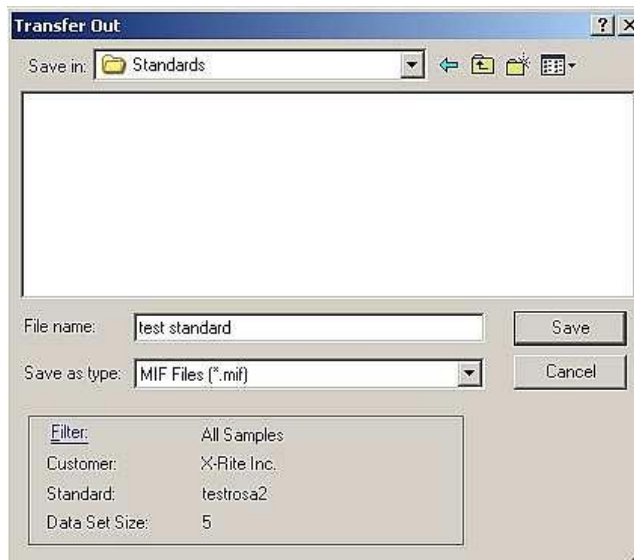 Transfer Out
Save in: Standards
File name: test standard Save
Save as type: MIF Files (*.mif) Cancel
Filter: All Samples
Customer: X-Rite Inc.
Standard: testrosa2
Data Set Size: 5